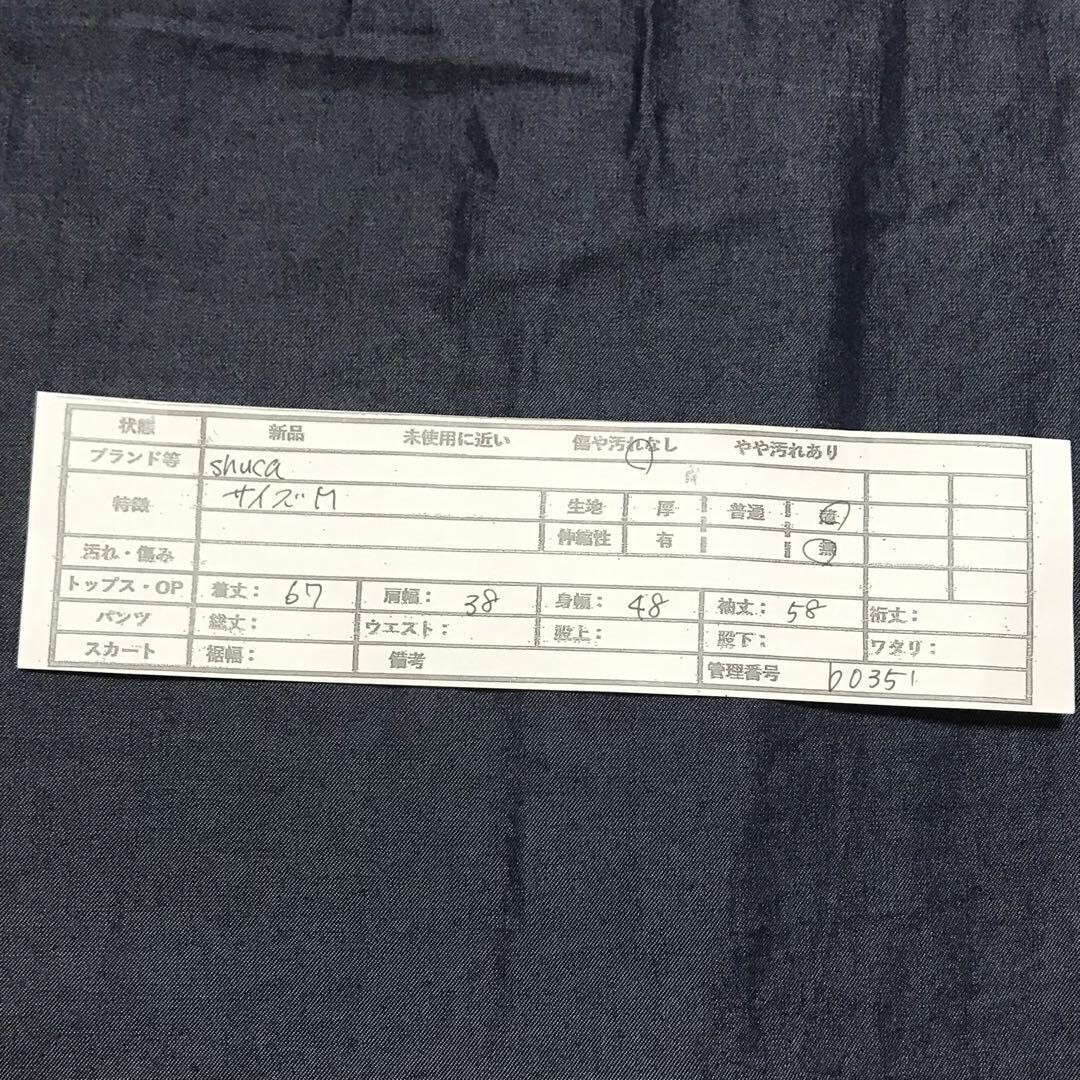 状態 新品 未使用に近い 傷や汚れなし やや汚れあり
ブランド等 shuca
特徴 サイズM 生地 厚 普通 薄
伸縮性 有 無
汚れ・傷み
トップス・OP 着丈： 67 肩幅： 38 身幅： 48 袖丈： 58 裄丈：
パンツ 総丈： ウエスト： 股上： 股下： ワタリ：
スカート 裾幅： 備考 管理番号 b0351